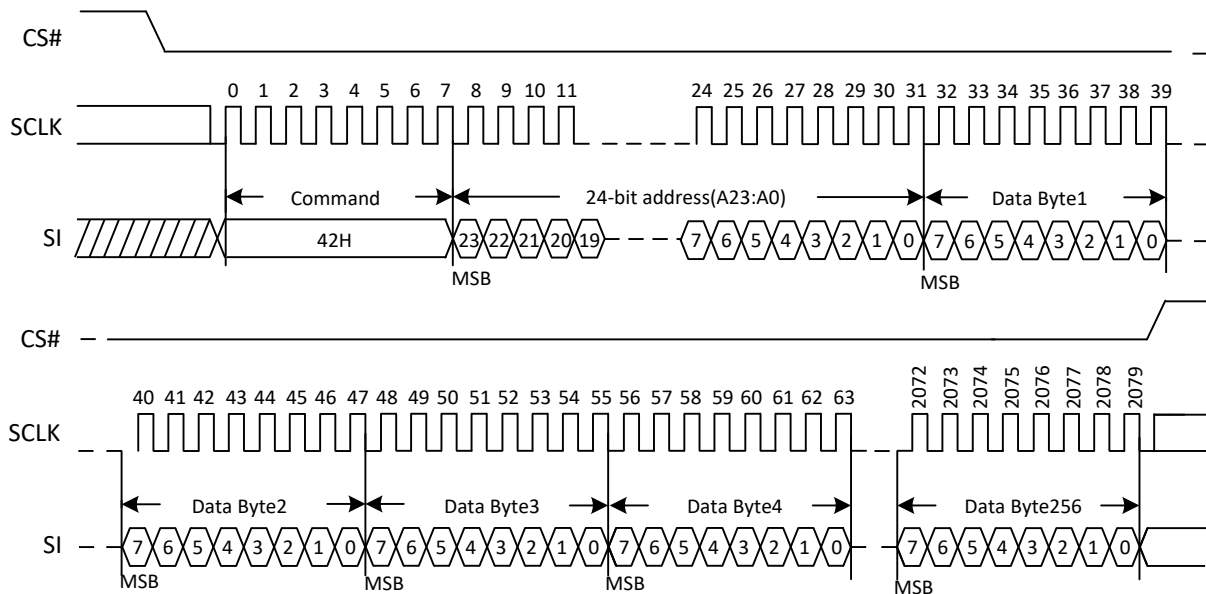 CS#
0 1 2 3 4 5 6 7 8 9 10 11 24 25 26 27 28 29 30 31 32 33 34 35 36 37 38 39
SCLK
Command 24-bit address(A23:A0) Data Byte1
SI 42H 23 22 21 20 19 7 6 5 4 3 2 1 0 7 6 5 4 3 2 1 0
MSB MSB
CS#
40 41 42 43 44 45 46 47 48 49 50 51 52 53 54 55 56 57 58 59 60 61 62 63 2072 2073 2074 2075 2076 2077 2078 2079
SCLK
Data Byte2 Data Byte3 Data Byte4 Data Byte256
SI 7 6 5 4 3 2 1 0 7 6 5 4 3 2 1 0 7 6 5 4 3 2 1 0 7 6 5 4 3 2 1 0
MSB MSB MSB MSB